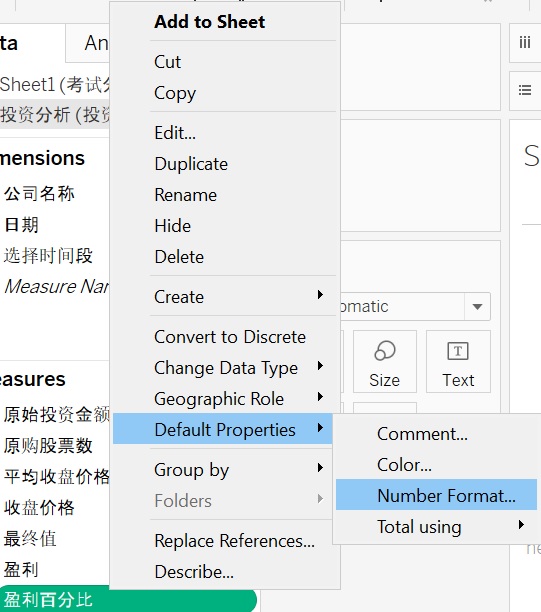 Add to Sheet
ta
An
Cut
Sheet1 (考试分
Copy
投资分析 (投资
Edit...
mensions
Duplicate
公司名称
Rename
日期
Hide
选择时间段
Delete
Measure Nar
Create
omatic
Convert to Discrete
Change Data Type
easures
Size
Text
Geographic Role
原始投资金额
Default Properties
Comment...
原购股票数
Color...
Group by
平均收盘价格
Number Format...
收盘价格
Folders
Total using
最终值
Replace References...
盈利
Describe...
盈利百分比